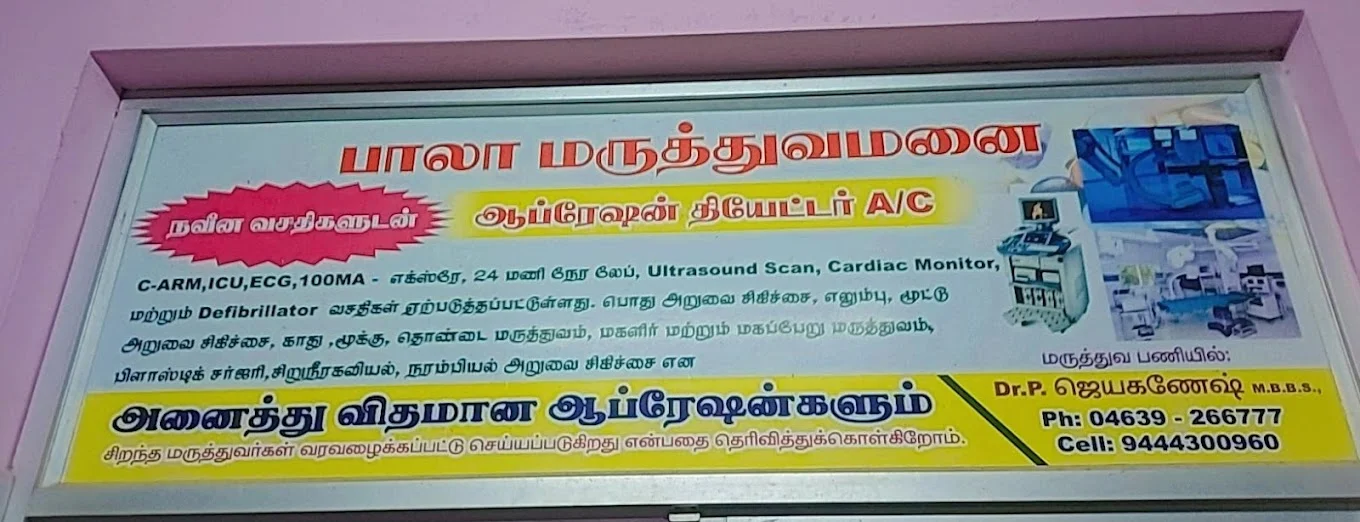 பாலா மருத்துவமனை
நவீன வசதிகளுடன்
ஆப்ரேஷன் தியேட்டர் A/C
C-ARM,ICU,ECG,100MA - எக்ஸ்ரே, 24 மணி நேர லேப், Ultrasound Scan, Cardiac Monitor,
மற்றும் Defibrillator வசதிகள் ஏற்படுத்தப்பட்டுள்ளது. பொது அறுவை சிகிச்சை, எலும்பு, மூட்டு
அறுவை சிகிச்சை, காது ,மூக்கு, தொண்டை மருத்துவம், மகளிர் மற்றும் மகப்பேறு மருத்துவம்,
பிளாஸ்டிக் சர்ஜரி,சிறுநீரகவியல், நரம்பியல் அறுவை சிகிச்சை என
அனைத்து விதமான ஆப்ரேஷன்களும்
சிறந்த மருத்துவர்கள் வரவழைக்கப்பட்டு செய்யப்படுகிறது என்பதை தெரிவித்துக்கொள்கிறோம்.
மருத்துவ பணியில்:
Dr.P. ஜெயகணேஷ் M.B.B.S.,
Ph: 04639 - 266777
Cell: 9444300960